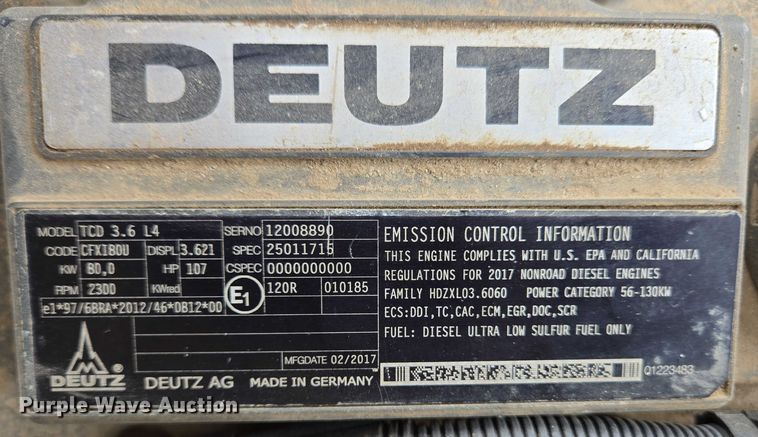 DEUTZ
MODEL TCD 3.6 L4 SERNO 12008890
CODE CFXIBOU DISPL 3.621 SPEC 25011715
KW 80,0 HP 107 CSPEC 0000000000
RPM 2300 KWred E1 120R 010185
e1*97/68RA*2012/46*0812*00
MFGDATE 02/2017
DEUTZ DEUTZ AG MADE IN GERMANY
EMISSION CONTROL INFORMATION
THIS ENGINE COMPLIES WITH U.S. EPA AND CALIFORNIA
REGULATIONS FOR 2017 NONROAD DIESEL ENGINES
FAMILY HDZXL03.6060 POWER CATEGORY 56-130KW
ECS:DDI,TC,CAC,ECM,EGR,DOC,SCR
FUEL: DIESEL ULTRA LOW SULFUR FUEL ONLY
Q1223483
Purple Wave Auction